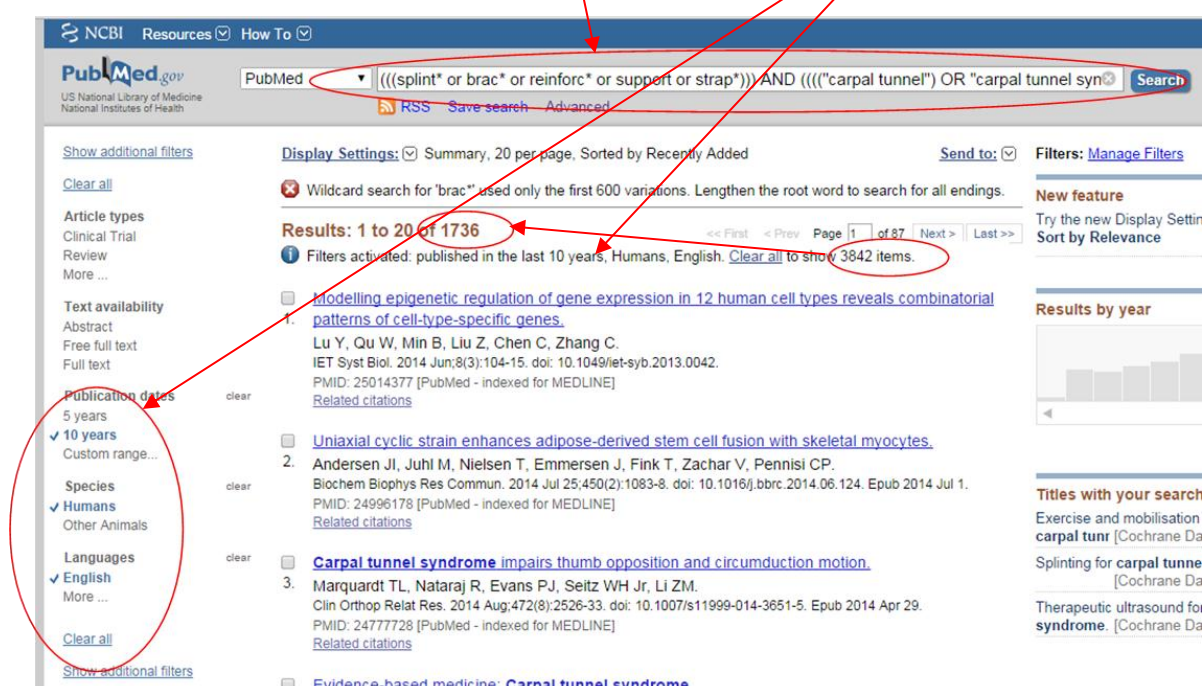 NCBI Resources How To
PubMed.gov
US National Library of Medicine
National Institutes of Health
PubMed
(((splint* or brac* or reinforc* or support or strap*))) AND (((("carpal tunnel") OR "carpal tunnel syn
Search
RSS Save search Advanced
Show additional filters
Clear all
Article types
Clinical Trial
Review
More ...
Text availability
Abstract
Free full text
Full text
Publication dates clear
5 years
10 years
Custom range...
Species clear
Humans
Other Animals
Languages clear
English
More ...
Clear all
Show additional filters
Display Settings: Summary, 20 per page, Sorted by Recently Added Send to:
Wildcard search for 'brac*' used only the first 600 variations. Lengthen the root word to search for all endings.
Results: 1 to 20 of 1736
<< First < Prev Page 1 of 87 Next > Last >>
Filters activated: published in the last 10 years, Humans, English. Clear all to show 3842 items.
1. Modelling epigenetic regulation of gene expression in 12 human cell types reveals combinatorial
patterns of cell-type-specific genes.
Lu Y, Qu W, Min B, Liu Z, Chen C, Zhang C.
IET Syst Biol. 2014 Jun;8(3):104-15. doi: 10.1049/iet-syb.2013.0042.
PMID: 25014377 [PubMed - indexed for MEDLINE]
Related citations
2. Uniaxial cyclic strain enhances adipose-derived stem cell fusion with skeletal myocytes.
Andersen JI, Juhl M, Nielsen T, Emmersen J, Fink T, Zachar V, Pennisi CP.
Biochem Biophys Res Commun. 2014 Jul 25;450(2):1083-8. doi: 10.1016/j.bbrc.2014.06.124. Epub 2014 Jul 1.
PMID: 24996178 [PubMed - indexed for MEDLINE]
Related citations
3. Carpal tunnel syndrome impairs thumb opposition and circumduction motion.
Marquardt TL, Nataraj R, Evans PJ, Seitz WH Jr, Li ZM.
Clin Orthop Relat Res. 2014 Aug;472(8):2526-33. doi: 10.1007/s11999-014-3651-5. Epub 2014 Apr 29.
PMID: 24777728 [PubMed - indexed for MEDLINE]
Related citations
Evidence-based medicine: Carpal tunnel syndrome.
Filters: Manage Filters
New feature
Try the new Display Settin
Sort by Relevance
Results by year
Titles with your search
Exercise and mobilisation
carpal tunr [Cochrane Da
Splinting for carpal tunne
[Cochrane Da
Therapeutic ultrasound for
syndrome. [Cochrane Da